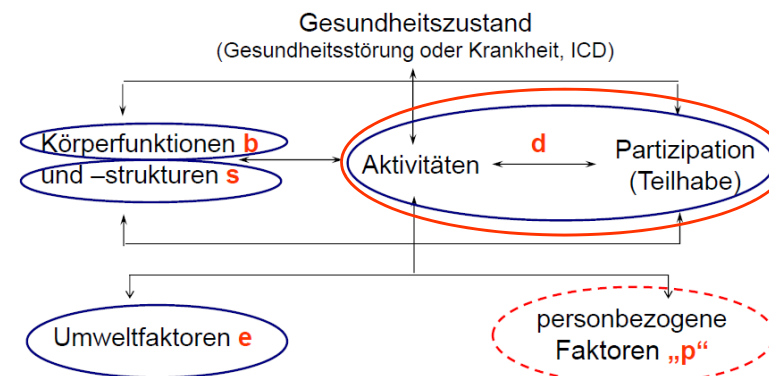 Gesundheitszustand
(Gesundheitsstörung oder Krankheit, ICD)
Körperfunktionen b
und –strukturen s
Aktivitäten
d
Partizipation
(Teilhabe)
Umweltfaktoren e
personbezogene
Faktoren „p“